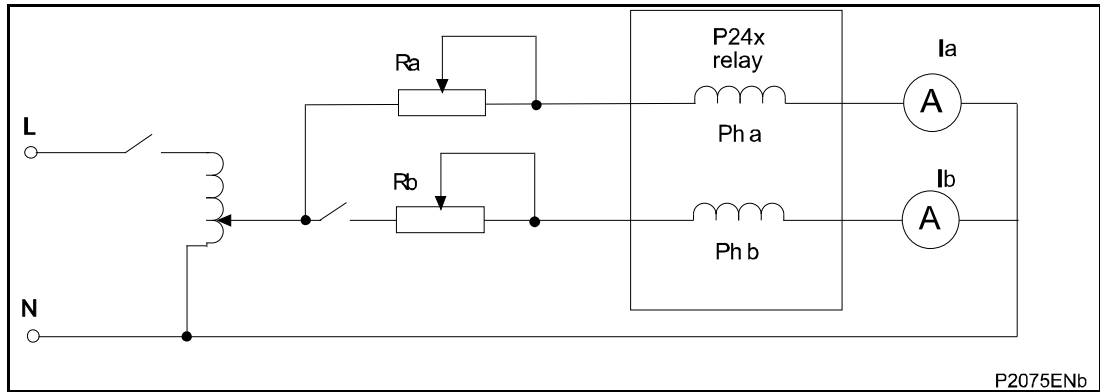 P24x
relay
Ia
Ra
A
Ph a
L
Rb
Ib
A
Ph b
N
P2075ENb